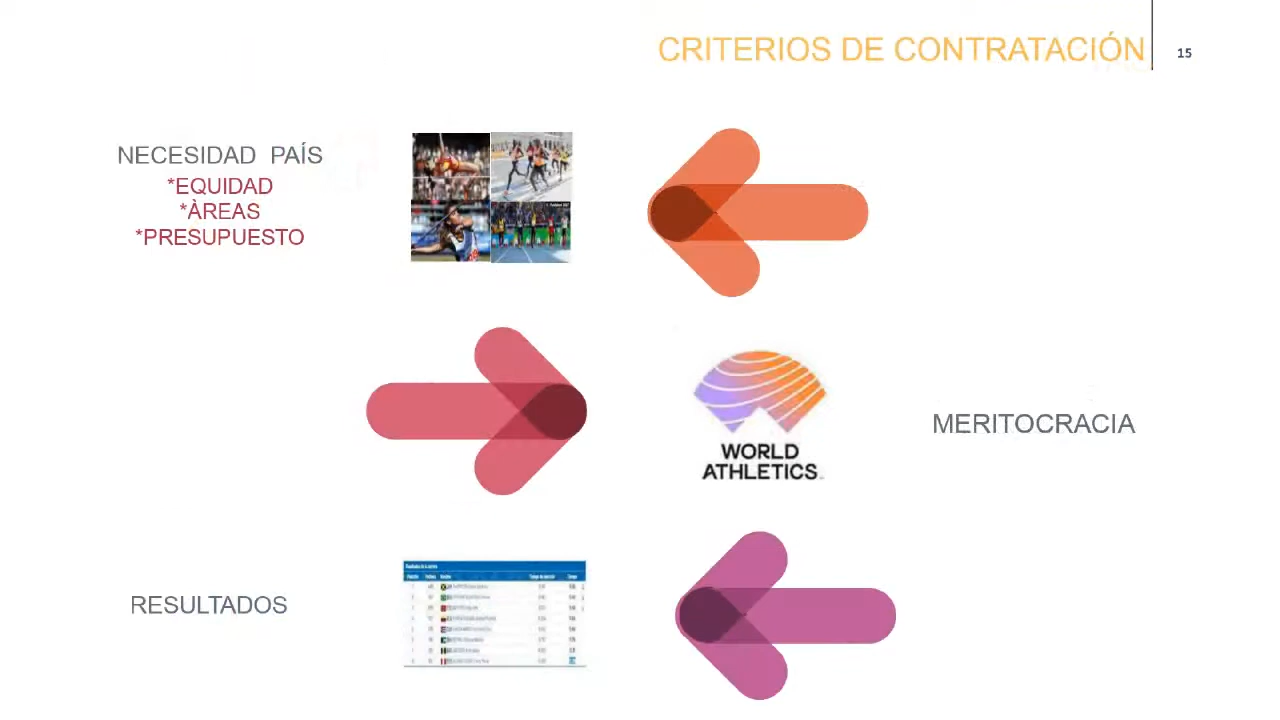 CRITERIOS DE CONTRATACIÓN
15
NECESIDAD PAÍS
*EQUIDAD
*ÀREAS
*PRESUPUESTO
WORLD
ATHLETICS
MERITOCRACIA
RESULTADOS